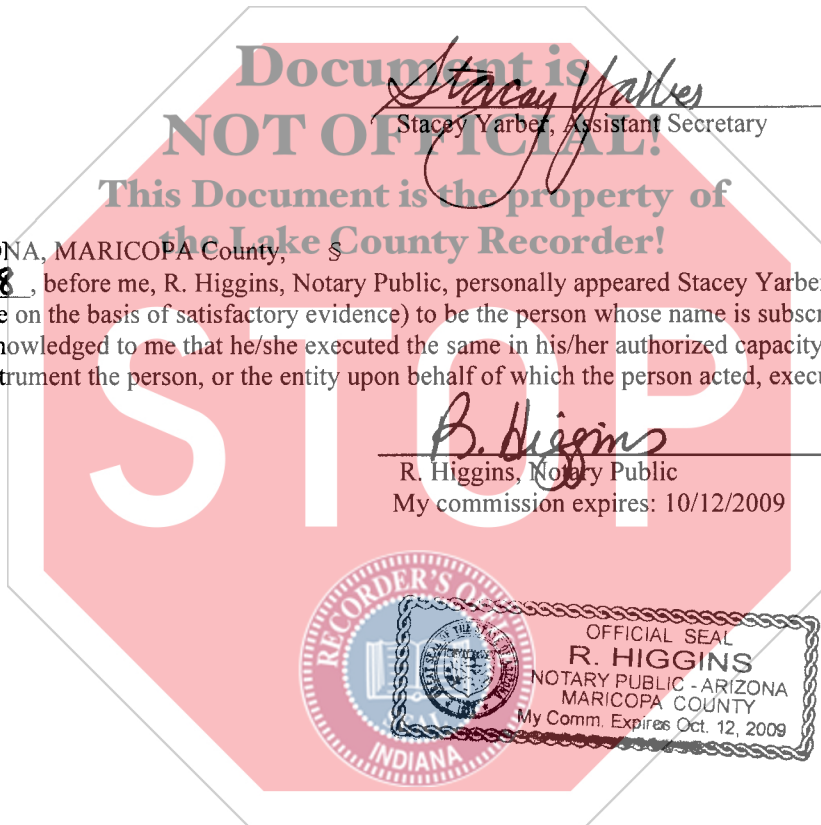 Document is
Stacey Yarber
Stacey Yarber, Assistant Secretary
NOT OFFICIAL!
This Document is the property of
the Lake County Recorder!
NA, MARICOPA County, §
8, before me, R. Higgins, Notary Public, personally appeared Stacey Yarber
e on the basis of satisfactory evidence) to be the person whose name is subscr
nowledged to me that he/she executed the same in his/her authorized capacity
trument the person, or the entity upon behalf of which the person acted, execu
STOP
R. Higgins
R. Higgins, Notary Public
My commission expires: 10/12/2009
RECORDER'S
SEAL
INDIANA
OFFICIAL SEAL
R. HIGGINS
NOTARY PUBLIC - ARIZONA
MARICOPA COUNTY
My Comm. Expires Oct. 12, 2009